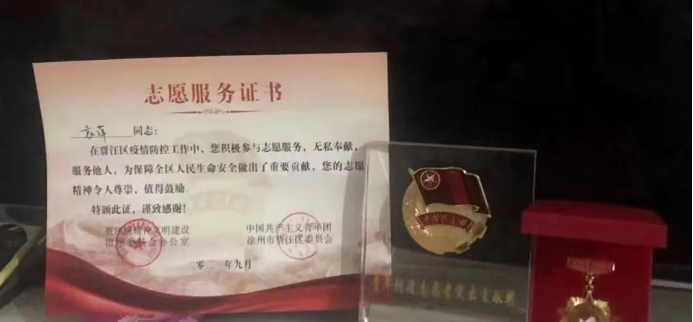 志愿服务证书
同志：
在贾汪区疫情防控工作中，您积极参与志愿服务，无私奉献，
服务他人，为保障全区人民生命安全做出了重要贡献，您的志愿
精神令人尊崇，值得鼓励。
特颁此证，谨致感谢！
中国共产主义青年团
徐州市贾汪区委员会
年九月